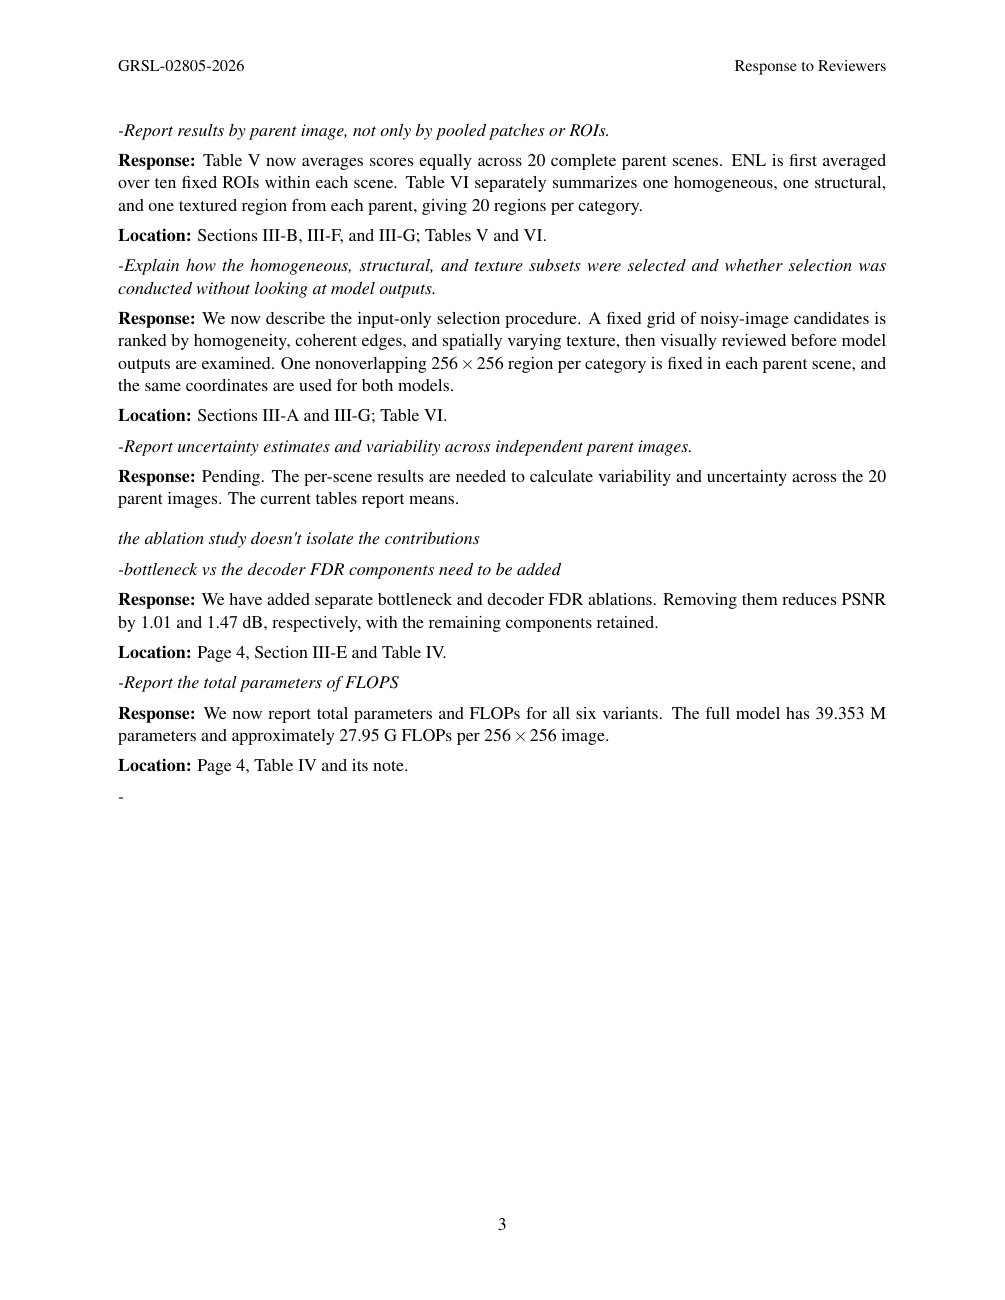 GRSL-02805-2026 Response to Reviewers
-Report results by parent image, not only by pooled patches or ROIs.
Response: Table V now averages scores equally across 20 complete parent scenes. ENL is first averaged
over ten fixed ROIs within each scene. Table VI separately summarizes one homogeneous, one structural,
and one textured region from each parent, giving 20 regions per category.
Location: Sections III-B, III-F, and III-G; Tables V and VI.
-Explain how the homogeneous, structural, and texture subsets were selected and whether selection was
conducted without looking at model outputs.
Response: We now describe the input-only selection procedure. A fixed grid of noisy-image candidates is
ranked by homogeneity, coherent edges, and spatially varying texture, then visually reviewed before model
outputs are examined. One nonoverlapping 256 × 256 region per category is fixed in each parent scene, and
the same coordinates are used for both models.
Location: Sections III-A and III-G; Table VI.
-Report uncertainty estimates and variability across independent parent images.
Response: Pending. The per-scene results are needed to calculate variability and uncertainty across the 20
parent images. The current tables report means.
the ablation study doesn't isolate the contributions
-bottleneck vs the decoder FDR components need to be added
Response: We have added separate bottleneck and decoder FDR ablations. Removing them reduces PSNR
by 1.01 and 1.47 dB, respectively, with the remaining components retained.
Location: Page 4, Section III-E and Table IV.
-Report the total parameters of FLOPS
Response: We now report total parameters and FLOPs for all six variants. The full model has 39.353 M
parameters and approximately 27.95 G FLOPs per 256 × 256 image.
Location: Page 4, Table IV and its note.
-
3